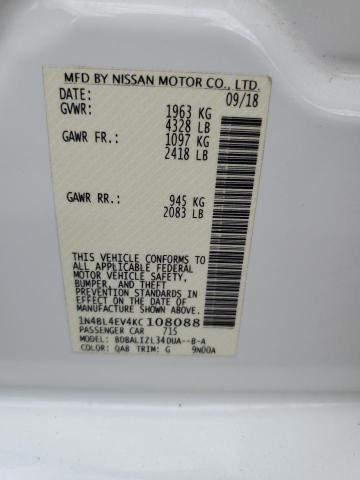 MFD BY NISSAN MOTOR CO., LTD.
DATE: 09/18
GVWR: 1963 KG
4328 LB
GAWR FR.: 1097 KG
2418 LB
GAWR RR.: 945 KG
2083 LB
THIS VEHICLE CONFORMS TO
ALL APPLICABLE FEDERAL
MOTOR VEHICLE SAFETY,
BUMPER, AND THEFT
PREVENTION STANDARDS IN
EFFECT ON THE DATE OF
MANUFACTURE SHOWN ABOVE.
1N4BL4EV4KC108088
PASSENGER CAR 715
MODEL: BDBALIZL34DUA--B-A
COLOR: QAB TRIM: G 9N00A